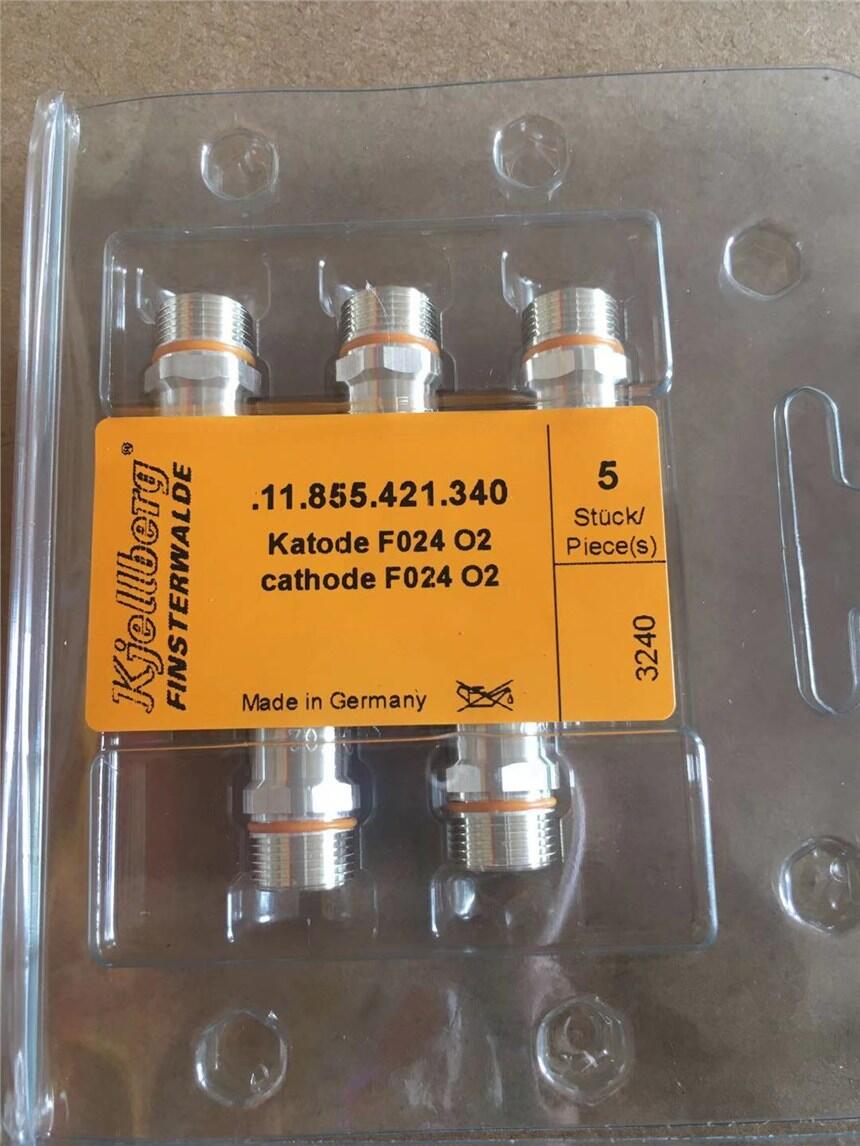 Kjellberg®
FINSTERWALDE
.11.855.421.340
Katode F024 O2
cathode F024 O2
Made in Germany
5
Stück/
Piece(s)
3240